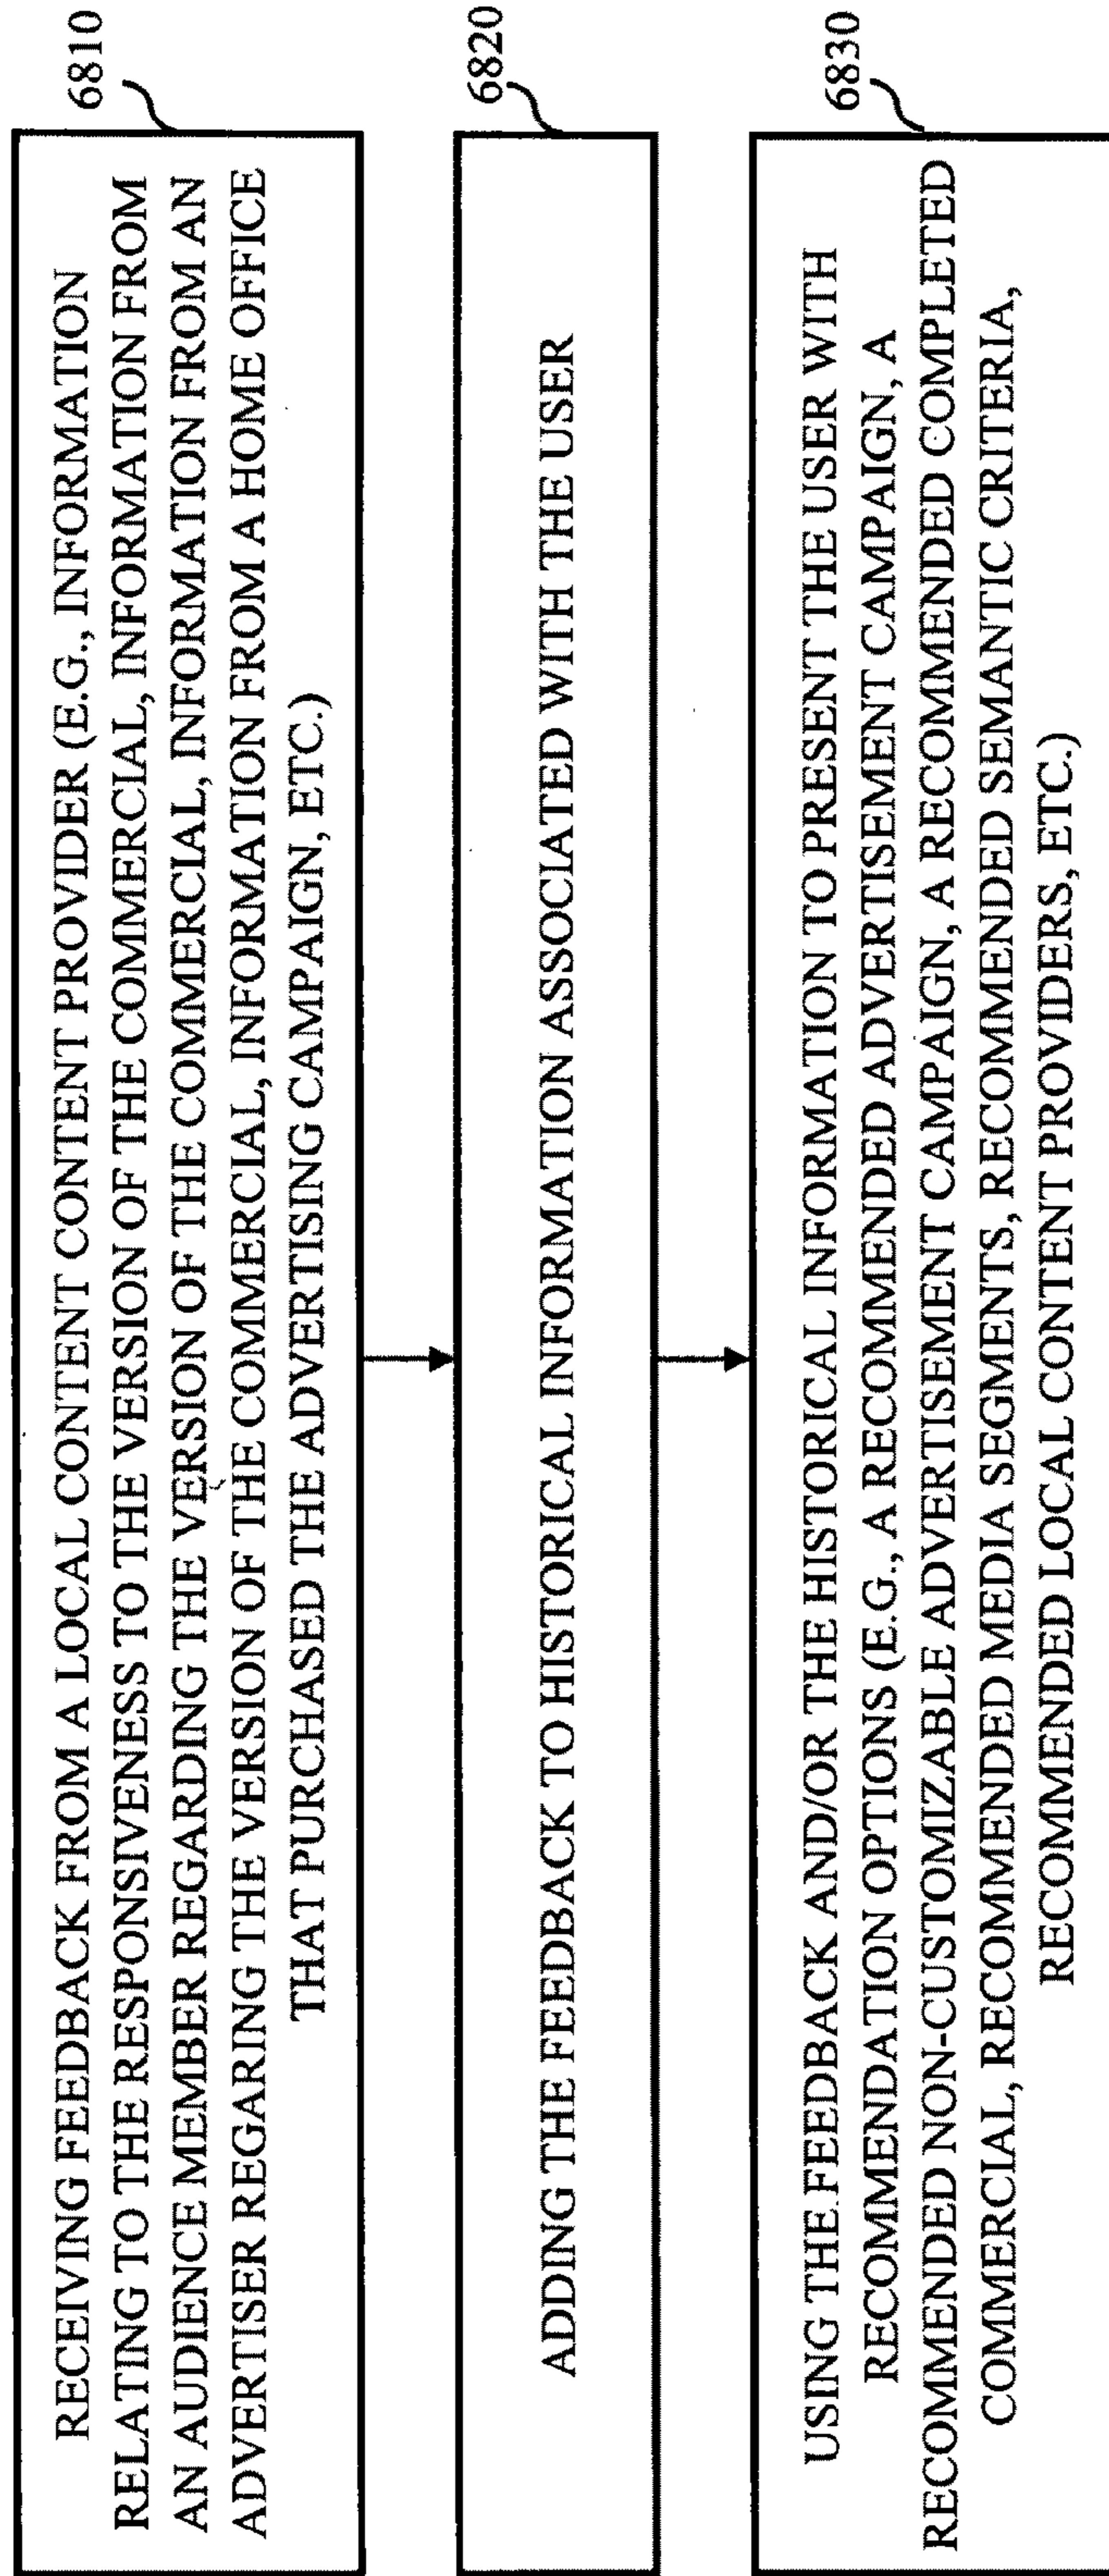 6810
RECEIVING FEEDBACK FROM A LOCAL CONTENT CONTENT PROVIDER (E.G., INFORMATION
RELATING TO THE RESPONSIVENESS TO THE VERSION OF THE COMMERCIAL, INFORMATION FROM
AN AUDIENCE MEMBER REGARDING THE VERSION OF THE COMMERCIAL, INFORMATION FROM AN
ADVERTISER REGARING THE VERSION OF THE COMMERCIAL, INFORMATION FROM A HOME OFFICE
THAT PURCHASED THE ADVERTISING CAMPAIGN, ETC.)
6820
ADDING THE FEEDBACK TO HISTORICAL INFORMATION ASSOCIATED WITH THE USER
6830
USING THE FEEDBACK AND/OR THE HISTORICAL INFORMATION TO PRESENT THE USER WITH
RECOMMENDATION OPTIONS (E.G., A RECOMMENDED ADVERTISEMENT CAMPAIGN, A
RECOMMENDED NON-CUSTOMIZABLE ADVERTISEMENT CAMPAIGN, A RECOMMENDED COMPLETED
COMMERCIAL, RECOMMENDED MEDIA SEGMENTS, RECOMMENDED SEMANTIC CRITERIA,
RECOMMENDED LOCAL CONTENT PROVIDERS, ETC.)